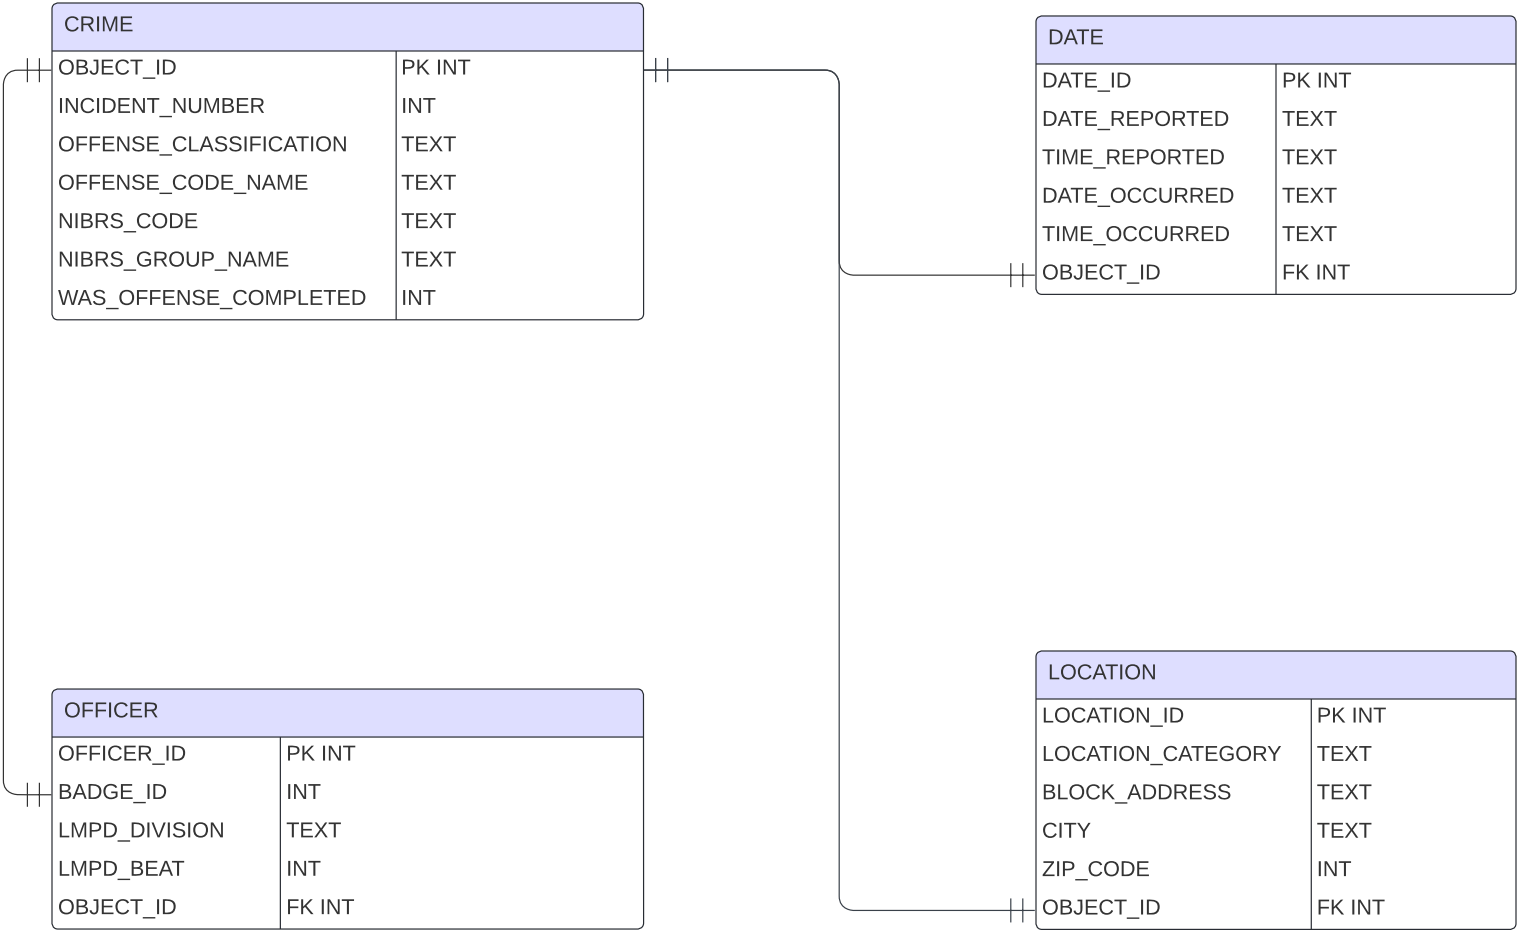 CRIME
OBJECT_ID PK INT
INCIDENT_NUMBER INT
OFFENSE_CLASSIFICATION TEXT
OFFENSE_CODE_NAME TEXT
NIBRS_CODE TEXT
NIBRS_GROUP_NAME TEXT
WAS_OFFENSE_COMPLETED INT
DATE
DATE_ID PK INT
DATE_REPORTED TEXT
TIME_REPORTED TEXT
DATE_OCCURRED TEXT
TIME_OCCURRED TEXT
OBJECT_ID FK INT
OFFICER
OFFICER_ID PK INT
BADGE_ID INT
LMPD_DIVISION TEXT
LMPD_BEAT INT
OBJECT_ID FK INT
LOCATION
LOCATION_ID PK INT
LOCATION_CATEGORY TEXT
BLOCK_ADDRESS TEXT
CITY TEXT
ZIP_CODE INT
OBJECT_ID FK INT